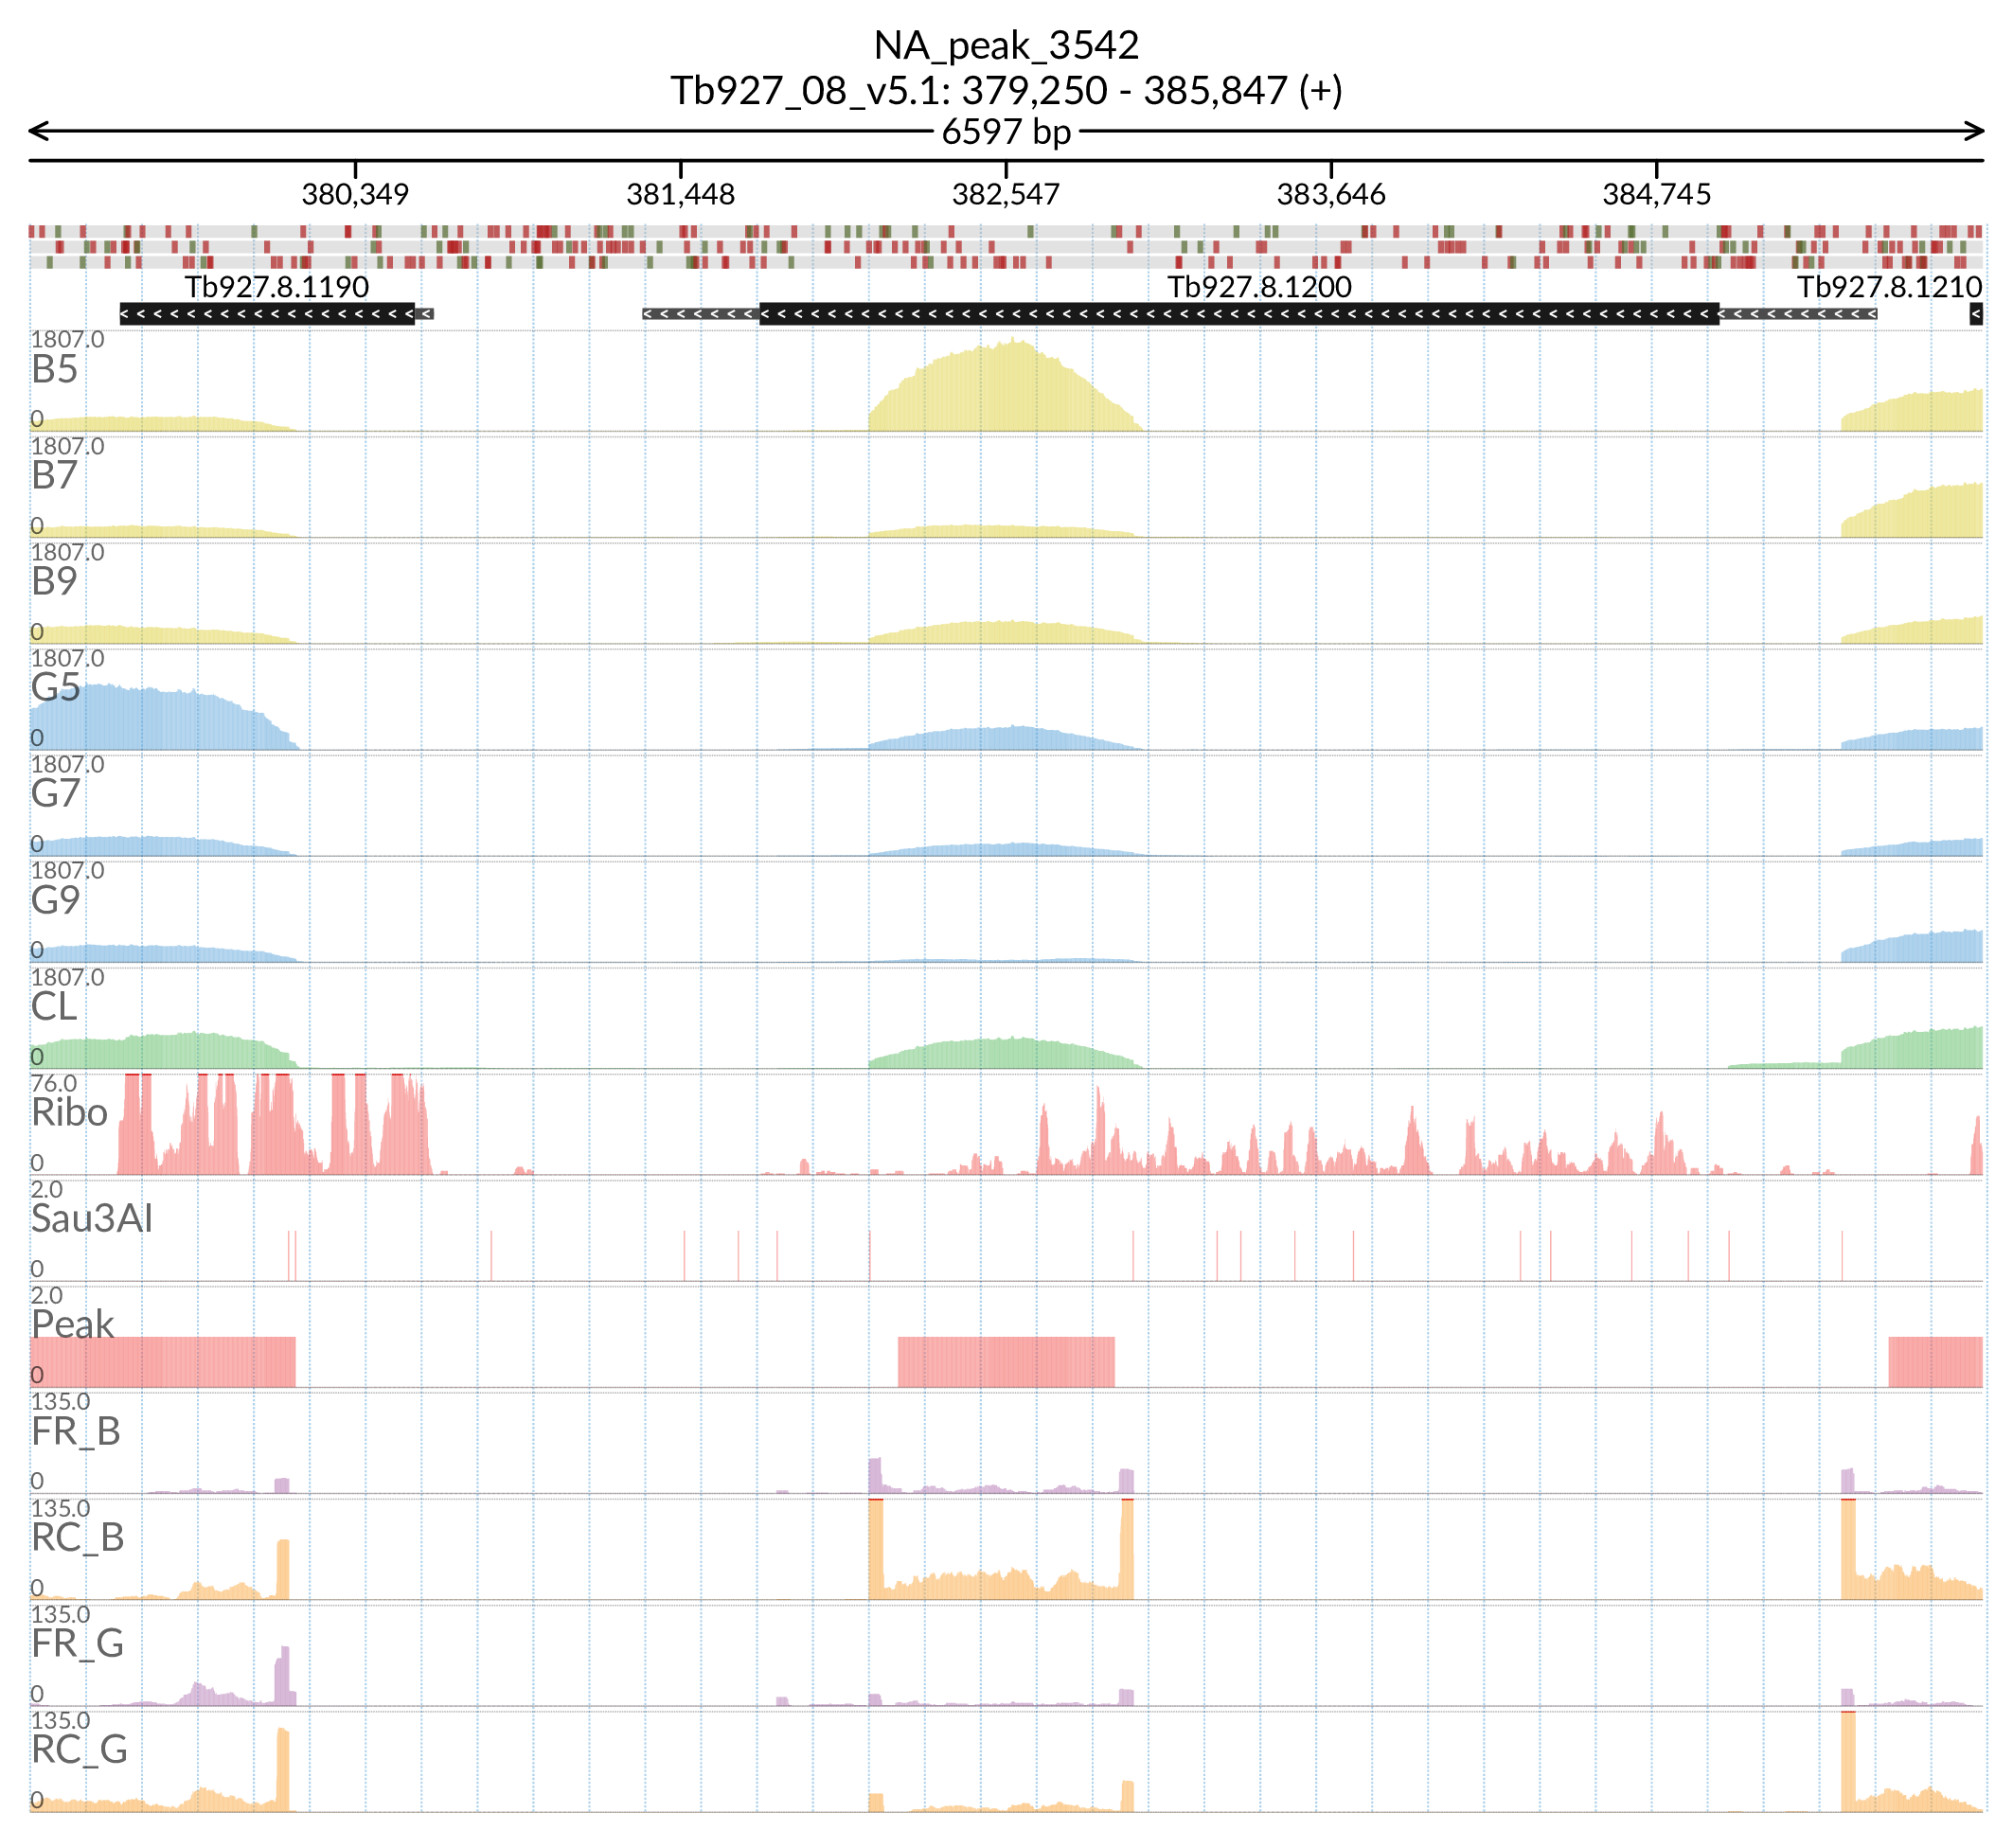 NA_peak_3542
Tb927_08_v5.1: 379,250 - 385,847 (+)
6597 bp
380,349 381,448 382,547 383,646 384,745
Tb927.8.1190 Tb927.8.1200 Tb927.8.1210
1807.0
B5
0
1807.0
B7
0
1807.0
B9
0
1807.0
G5
0
1807.0
G7
0
1807.0
G9
0
1807.0
CL
0
76.0
Ribo
0
2.0
Sau3AI
0
2.0
Peak
0
135.0
FR_B
0
135.0
RC_B
0
135.0
FR_G
0
135.0
RC_G
0